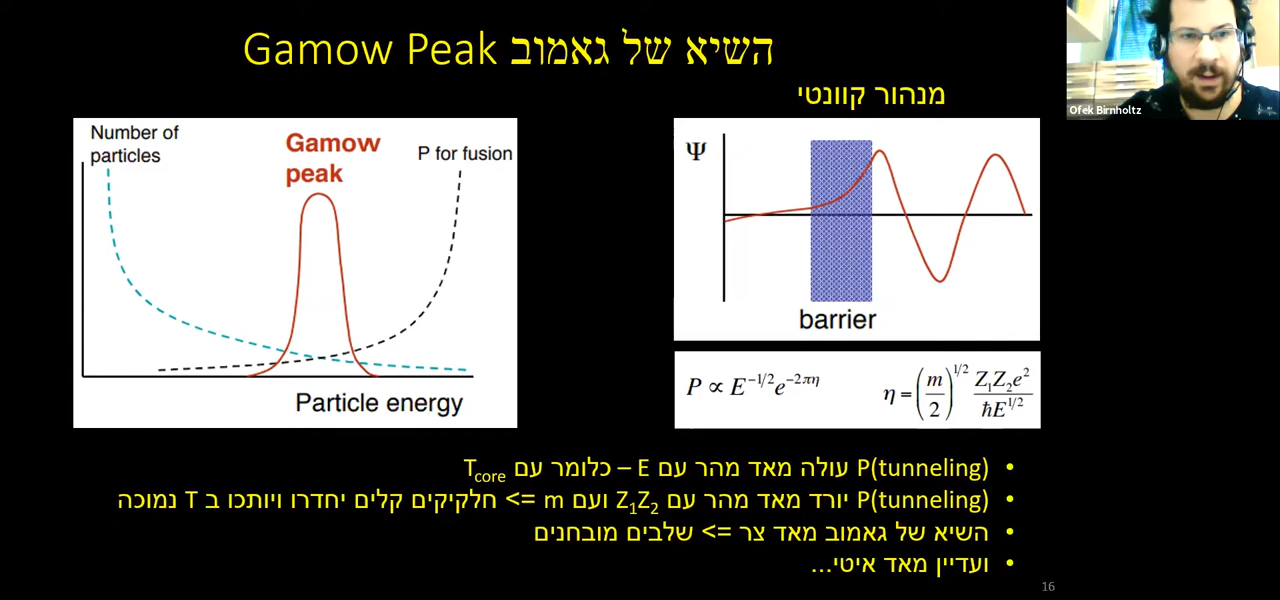 השיא של גאמוב Gamow Peak
Ofek Birnholtz
מנהור קוונטי
Number of
particles
Gamow
peak
P for fusion
Particle energy
Ψ
barrier
P ∝ E^{-1/2} e^{-2πη}
η = (m/2)^{1/2} Z₁Z₂e²/ħE^{1/2}
• P(tunneling) עולה מאד מהר עם E – כלומר עם T_core
• P(tunneling) יורד מאד מהר עם Z₁Z₂ ועם m <= חלקיקים קלים יחדרו ויותכו ב T נמוכה
• השיא של גאמוב מאד צר <= שלבים מובחנים
• ועדיין מאד איטי...
16